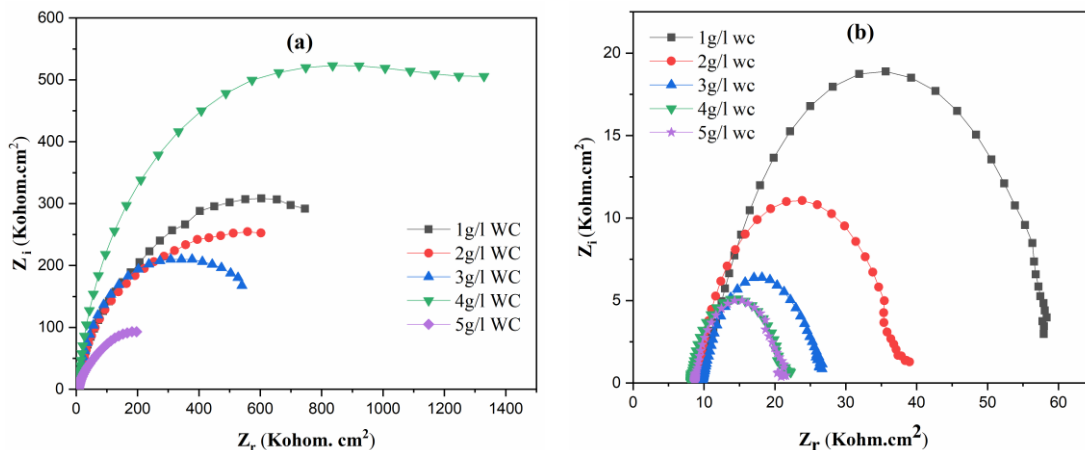 (a)
600
500
400
300
200
100
0
Z i (Kohom.cm2)
1g/l WC
2g/l WC
3g/l WC
4g/l WC
5g/l WC
0 200 400 600 800 1000 1200 1400
Zr (Kohom. cm2)
(b)
20
15
10
5
0
Zi (Kohm.cm2)
1g/l wc
2g/l wc
3g/l wc
4g/l wc
5g/l wc
0 10 20 30 40 50 60
Zr (Kohm.cm2)